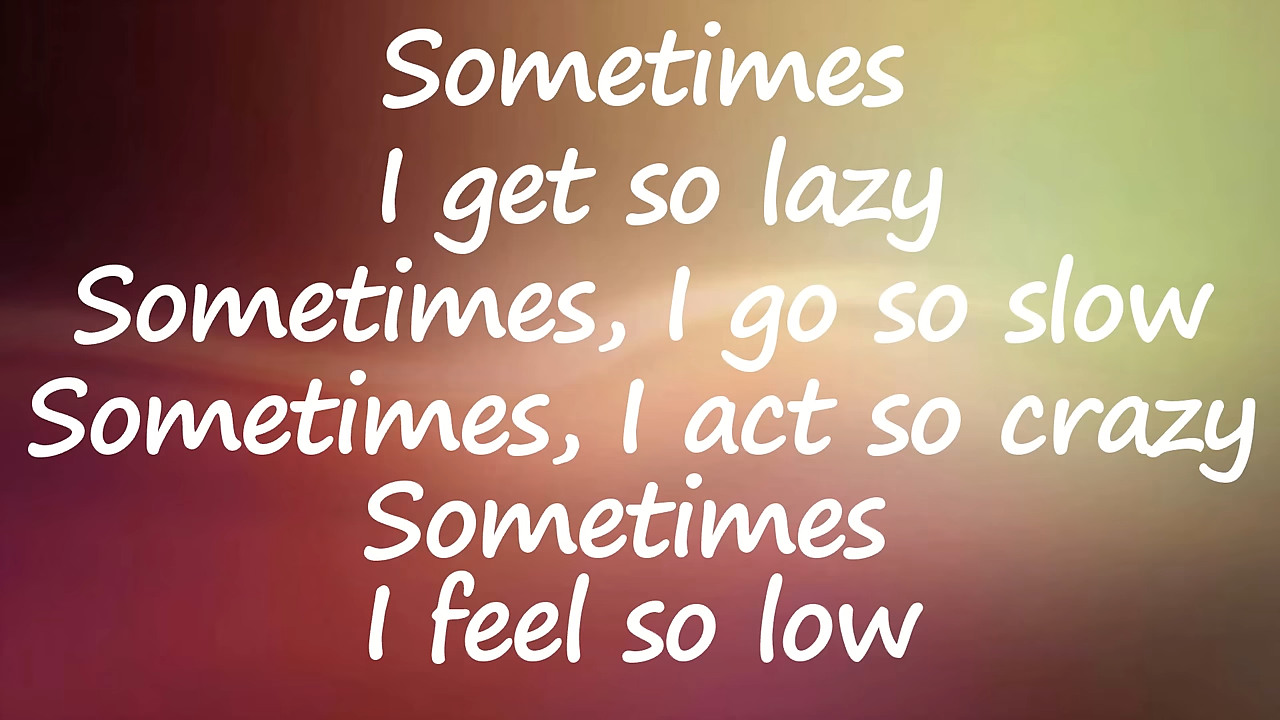 Sometimes
I get so lazy
Sometimes, I go so slow
Sometimes, I act so crazy
Sometimes
I feel so low